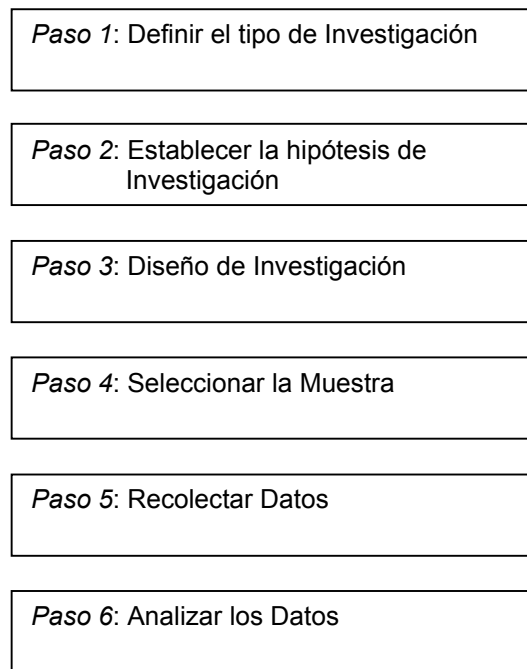 Paso 1: Definir el tipo de Investigación
Paso 2: Establecer la hipótesis de
Investigación
Paso 3: Diseño de Investigación
Paso 4: Seleccionar la Muestra
Paso 5: Recolectar Datos
Paso 6: Analizar los Datos